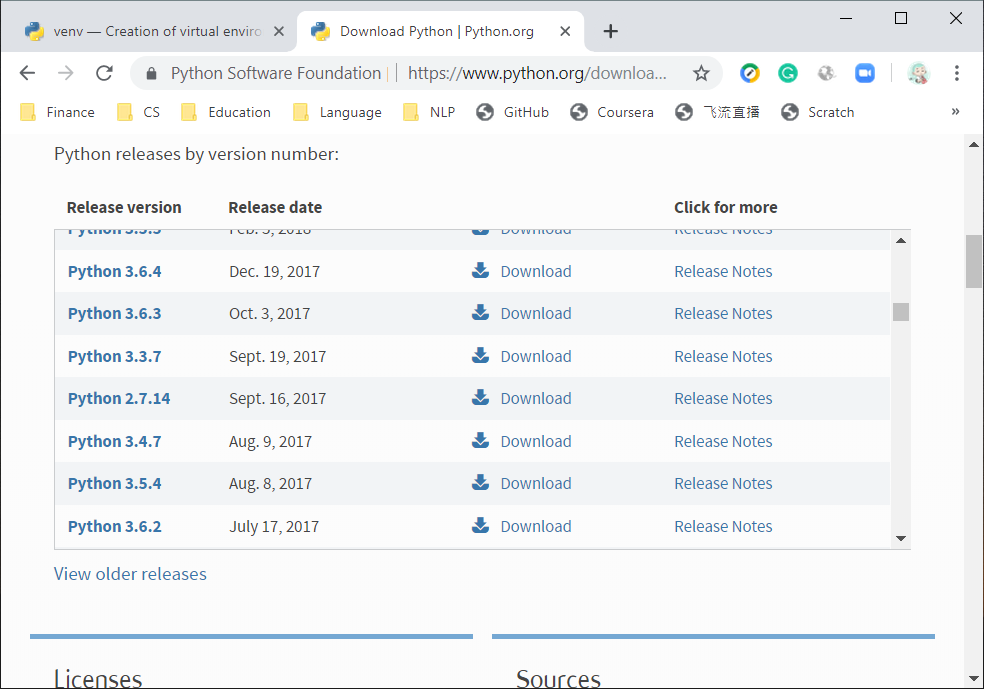 venv — Creation of virtual enviro
Download Python | Python.org
Python Software Foundation | https://www.python.org/downloa...
Finance CS Education Language NLP GitHub Coursera 飞流直播 Scratch »
Python releases by version number:
Release version Release date Click for more
Download Release Notes
Python 3.6.4 Dec. 19, 2017 Download Release Notes
Python 3.6.3 Oct. 3, 2017 Download Release Notes
Python 3.3.7 Sept. 19, 2017 Download Release Notes
Python 2.7.14 Sept. 16, 2017 Download Release Notes
Python 3.4.7 Aug. 9, 2017 Download Release Notes
Python 3.5.4 Aug. 8, 2017 Download Release Notes
Python 3.6.2 July 17, 2017 Download Release Notes
View older releases
Licenses Sources